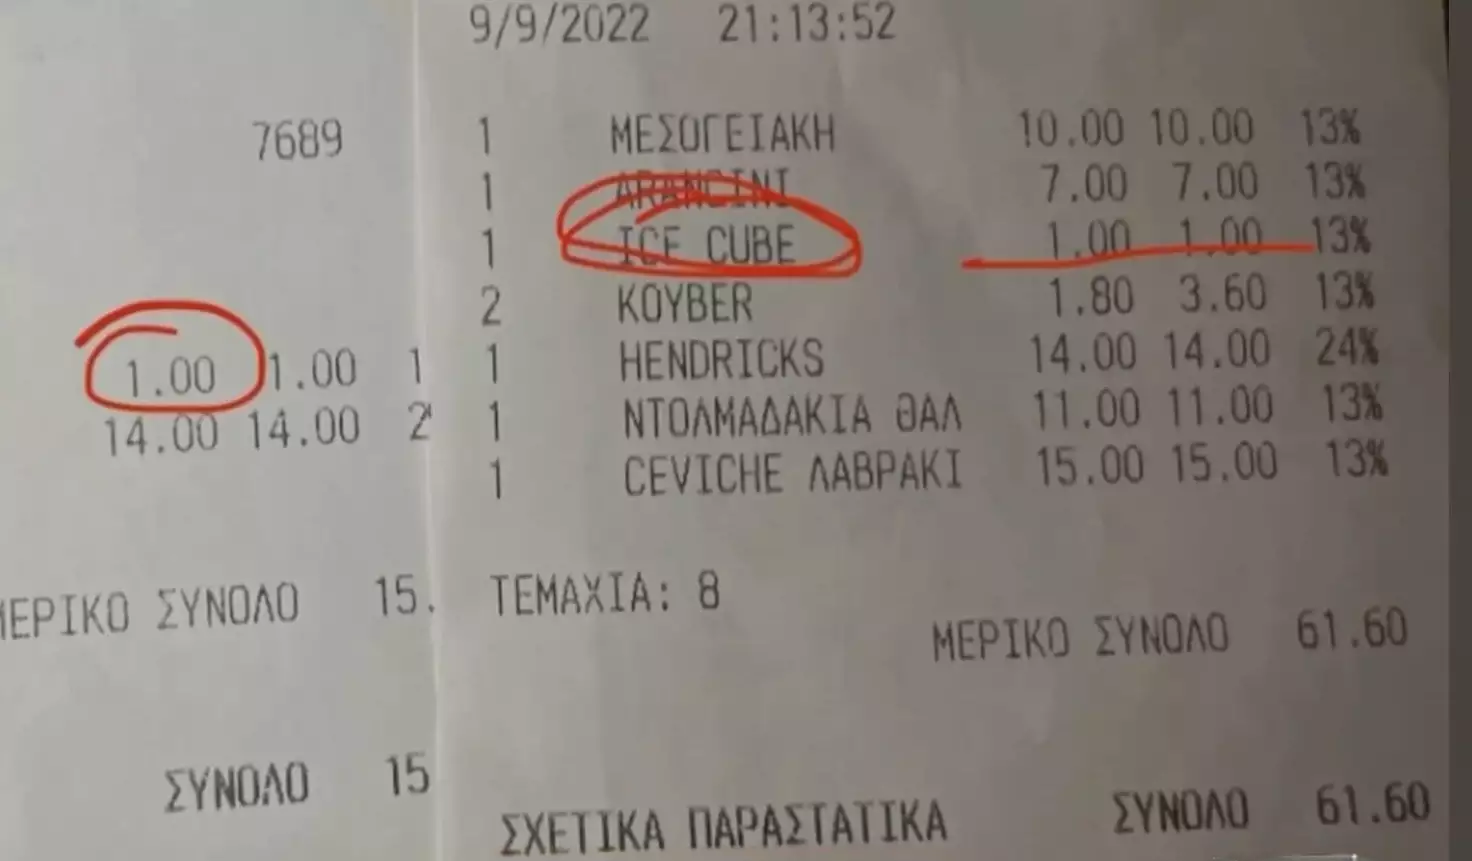 9/9/2022 21:13:52
7689
1.00 1.00 1
14.00 14.00 2
ΜΕΡΙΚΟ ΣΥΝΟΛΟ 15.
ΣΥΝΟΛΟ 15
1 ΜΕΣΟΓΕΙΑΚΗ 10.00 10.00 13%
1 ARANCINI 7.00 7.00 13%
1 ICE CUBE 1.00 1.00 13%
2 ΚΟΥΒΕΡ 1.80 3.60 13%
1 HENDRICKS 14.00 14.00 24%
1 ΝΤΟΛΜΑΔΑΚΙΑ ΘΑΛ 11.00 11.00 13%
1 CEVICHE ΛΑΒΡΑΚΙ 15.00 15.00 13%
ΤΕΜΑΧΙΑ: 8
ΜΕΡΙΚΟ ΣΥΝΟΛΟ 61.60
ΣΧΕΤΙΚΑ ΠΑΡΑΣΤΑΤΙΚΑ ΣΥΝΟΛΟ 61.60